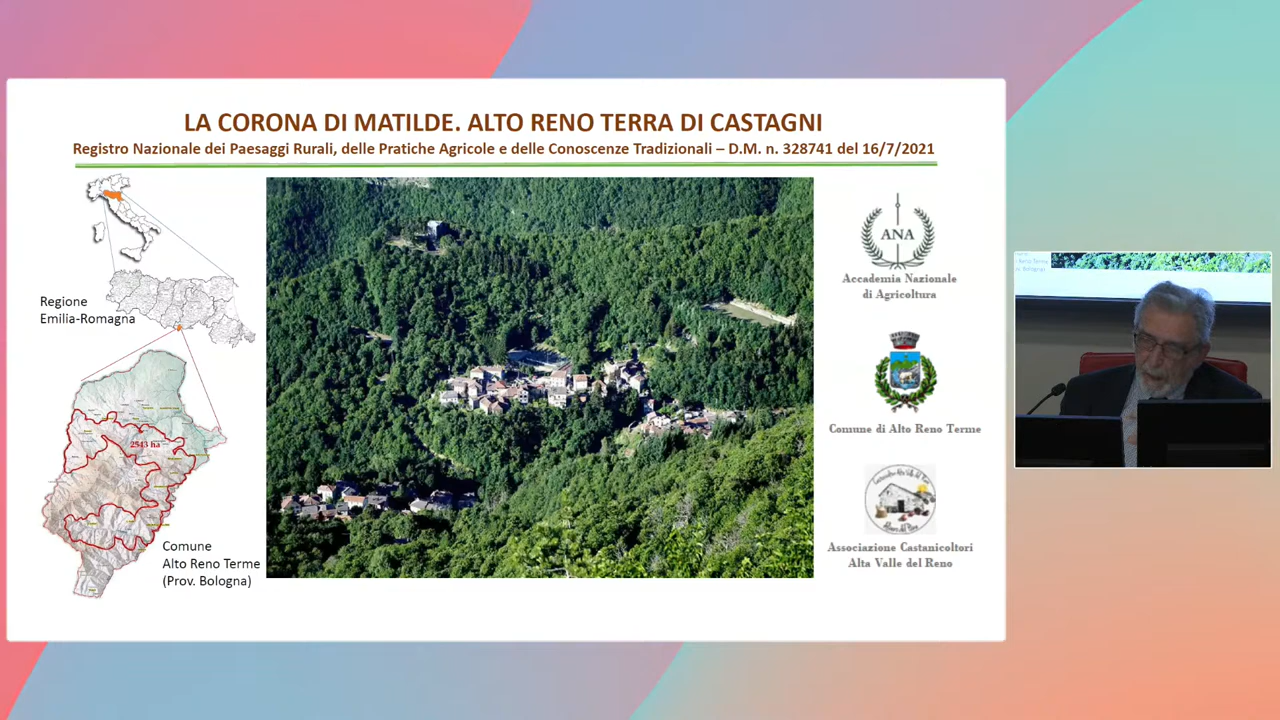 LA CORONA DI MATILDE. ALTO RENO TERRA DI CASTAGNI
Registro Nazionale dei Paesaggi Rurali, delle Pratiche Agricole e delle Conoscenze Tradizionali – D.M. n. 328741 del 16/7/2021
Regione
Emilia-Romagna
2543 ha
Comune
Alto Reno Terme
(Prov. Bologna)
ANA
Accademia Nazionale
di Agricoltura
Comune di Alto Reno Terme
Associazione Castanicoltori
Alta Valle del Reno